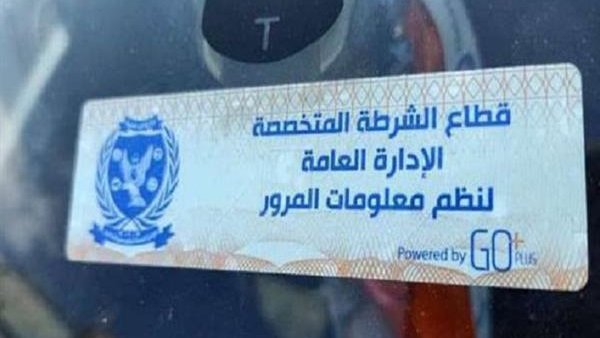 T
قطاع الشرطة المتخصصة
الإدارة العامة
لنظم معلومات المرور
Powered by GO+ PLUS